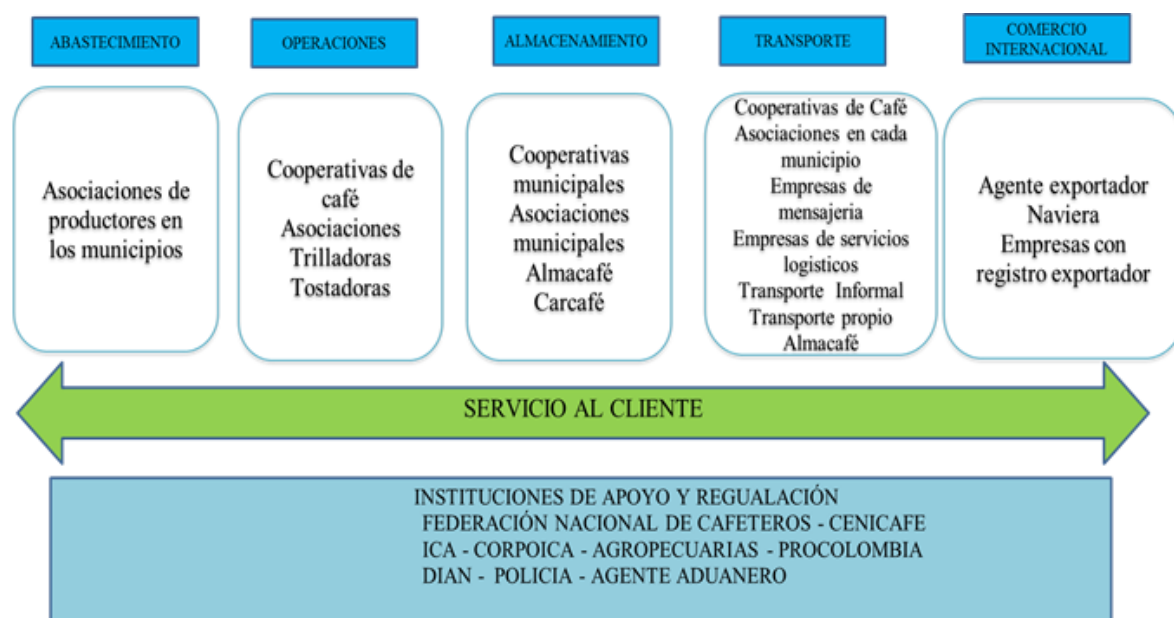 ABASTECIMIENTO
OPERACIONES
ALMACENAMIENTO
TRANSPORTE
COMERCIO
INTERNACIONAL
Asociaciones de
productores en
los municipios
Cooperativas de
café
Asociaciones
Trilladoras
Tostadoras
Cooperativas
municipales
Asociaciones
municipales
Almacafé
Carcafé
Cooperativas de Café
Asociaciones en cada
municipio
Empresas de
mensajeria
Empresas de servicios
logisticos
Transporte Informal
Transporte propio
Almacafé
Agente exportador
Naviera
Empresas con
registro exportador
SERVICIO AL CLIENTE
INSTITUCIONES DE APOYO Y REGUALACIÓN
FEDERACIÓN NACIONAL DE CAFETEROS - CENICAFE
ICA - CORPOICA - AGROPECUARIAS - PROCOLOMBIA
DIAN - POLICIA - AGENTE ADUANERO